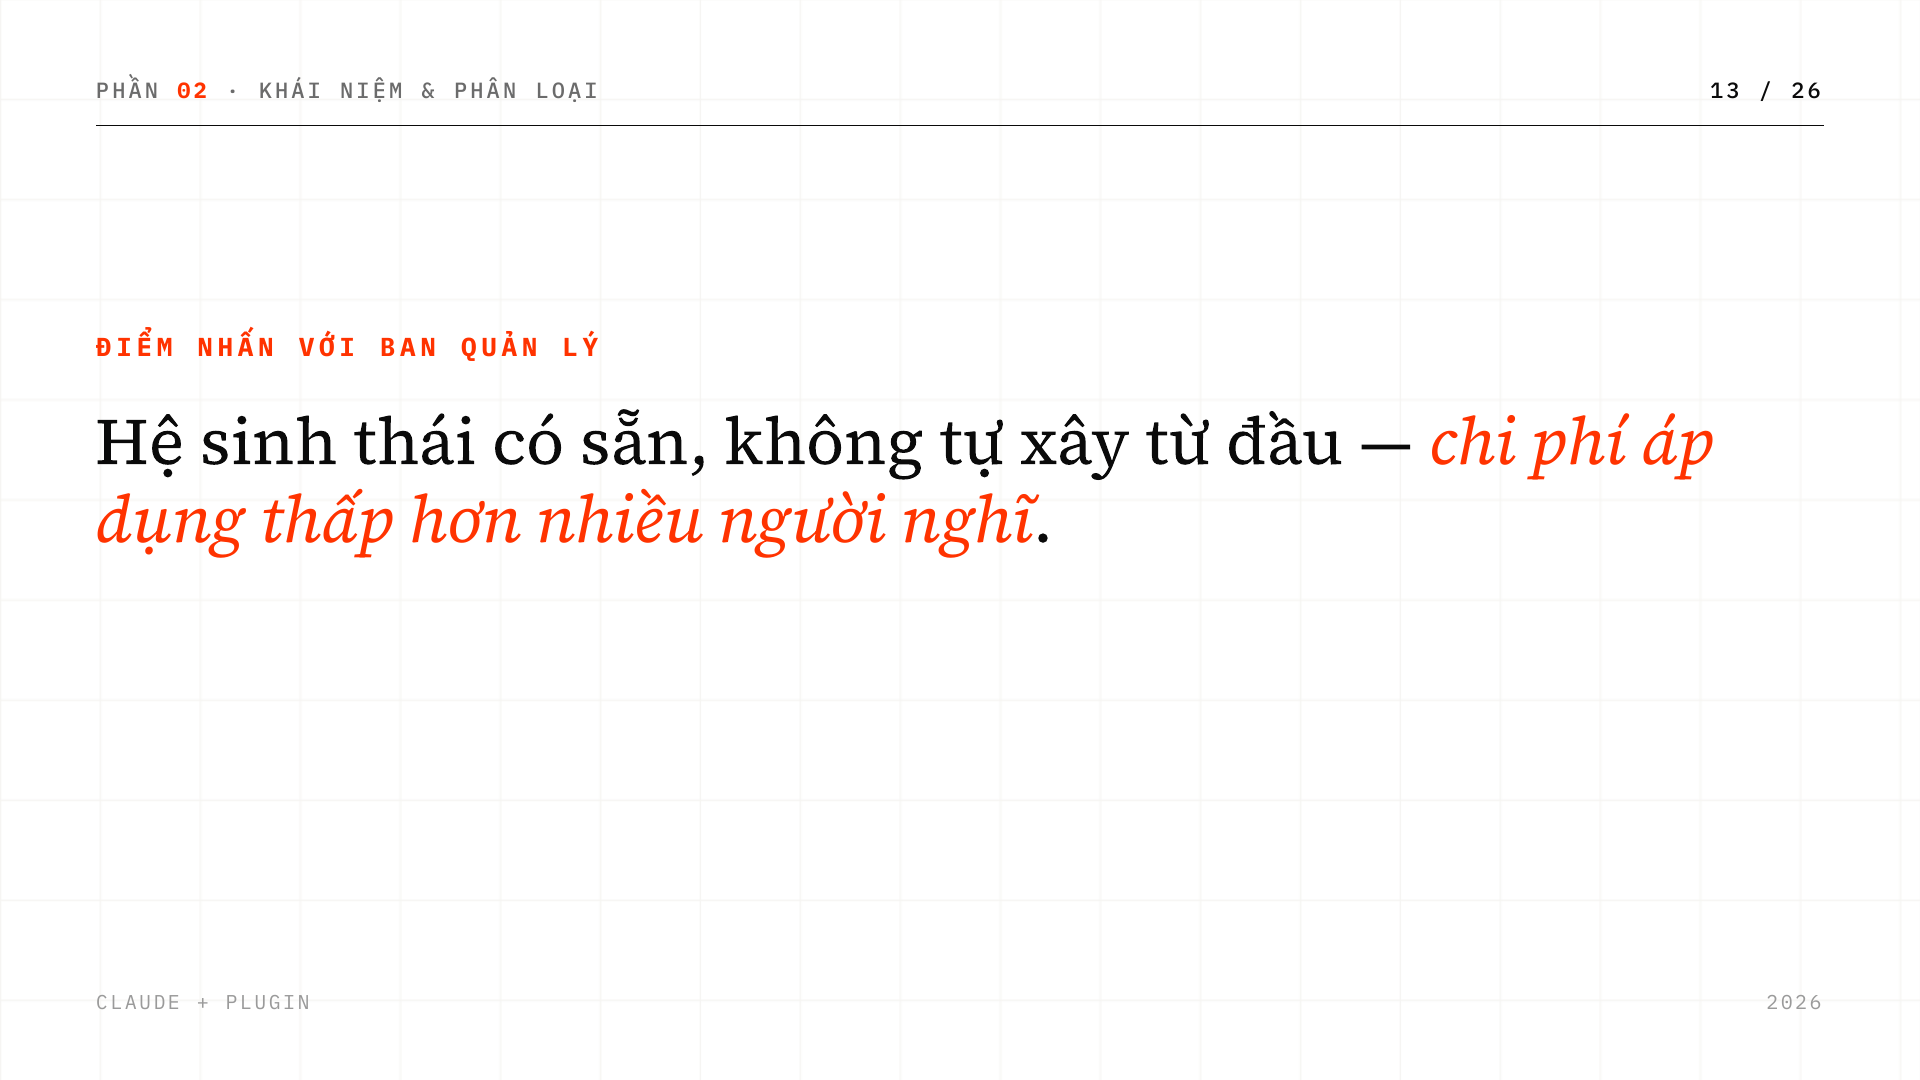 PHẦN 02 · KHÁI NIỆM & PHÂN LOẠI
13 / 26
ĐIỂM NHẤN VỚI BAN QUẢN LÝ
Hệ sinh thái có sẵn, không tự xây từ đầu — chi phí áp
dụng thấp hơn nhiều người nghĩ.
CLAUDE + PLUGIN
2026